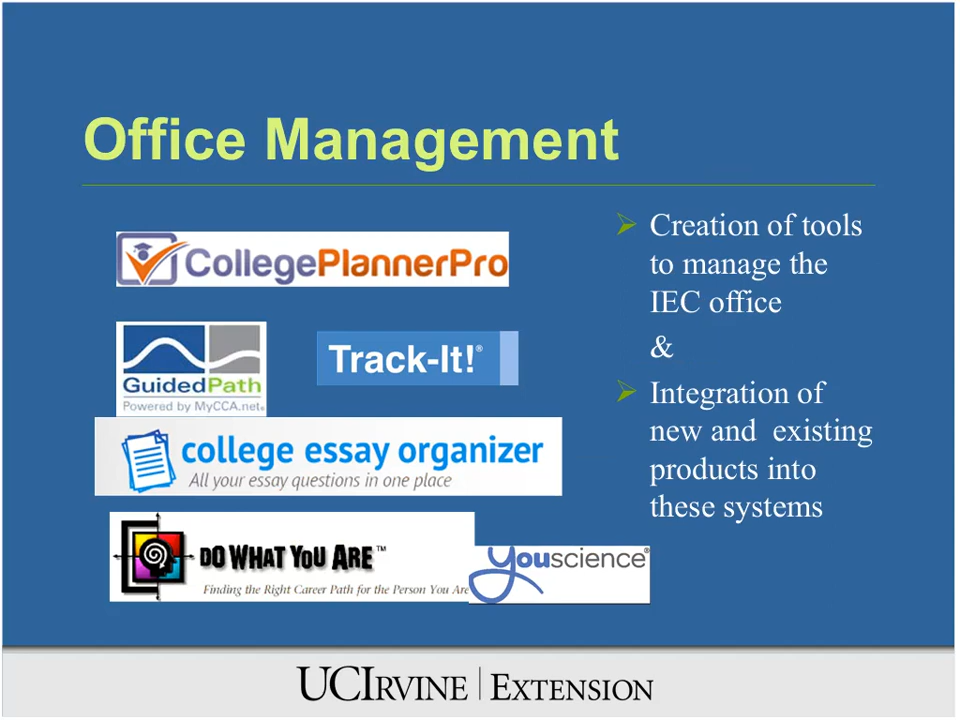 Office Management
CollegePlannerPro
GuidedPath
Powered by MyCCA.net®
Track-It!®
college essay organizer
All your essay questions in one place
DO WHAT YOU ARE™
Finding the Right Career Path for the Person You Are
youscience®
➢ Creation of tools
to manage the
IEC office
&
➢ Integration of
new and existing
products into
these systems
UCIRVINE | EXTENSION